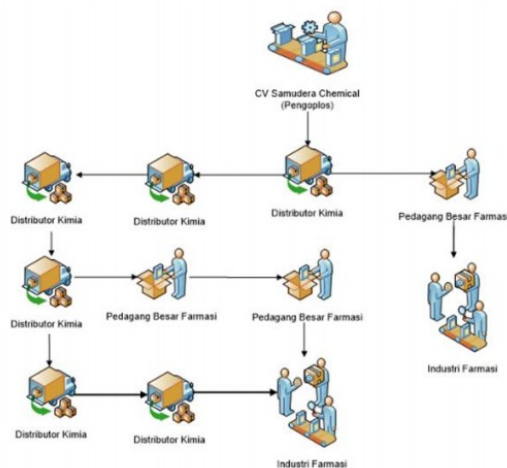 CV Samudera Chemical
(Pengoplos)
Distributor Kimia
Distributor Kimia
Distributor Kimia
Pedagang Besar Farmasi
Distributor Kimia
Pedagang Besar Farmasi
Pedagang Besar Farmasi
Industri Farmasi
Distributor Kimia
Distributor Kimia
Industri Farmasi